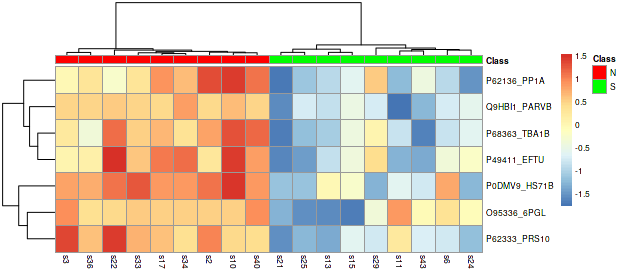 Class
P62136_PP1A
Q9HBI1_PARVB
P68363_TBA1B
P49411_EFTU
P0DMV9_HS71B
O95336_6PGL
P62333_PRS10
s3
s36
s22
s33
s17
s34
s2
s10
s40
s21
s25
s13
s15
s29
s11
s43
s6
s24
1.5
1
0.5
0
-0.5
-1
-1.5
Class
N
S